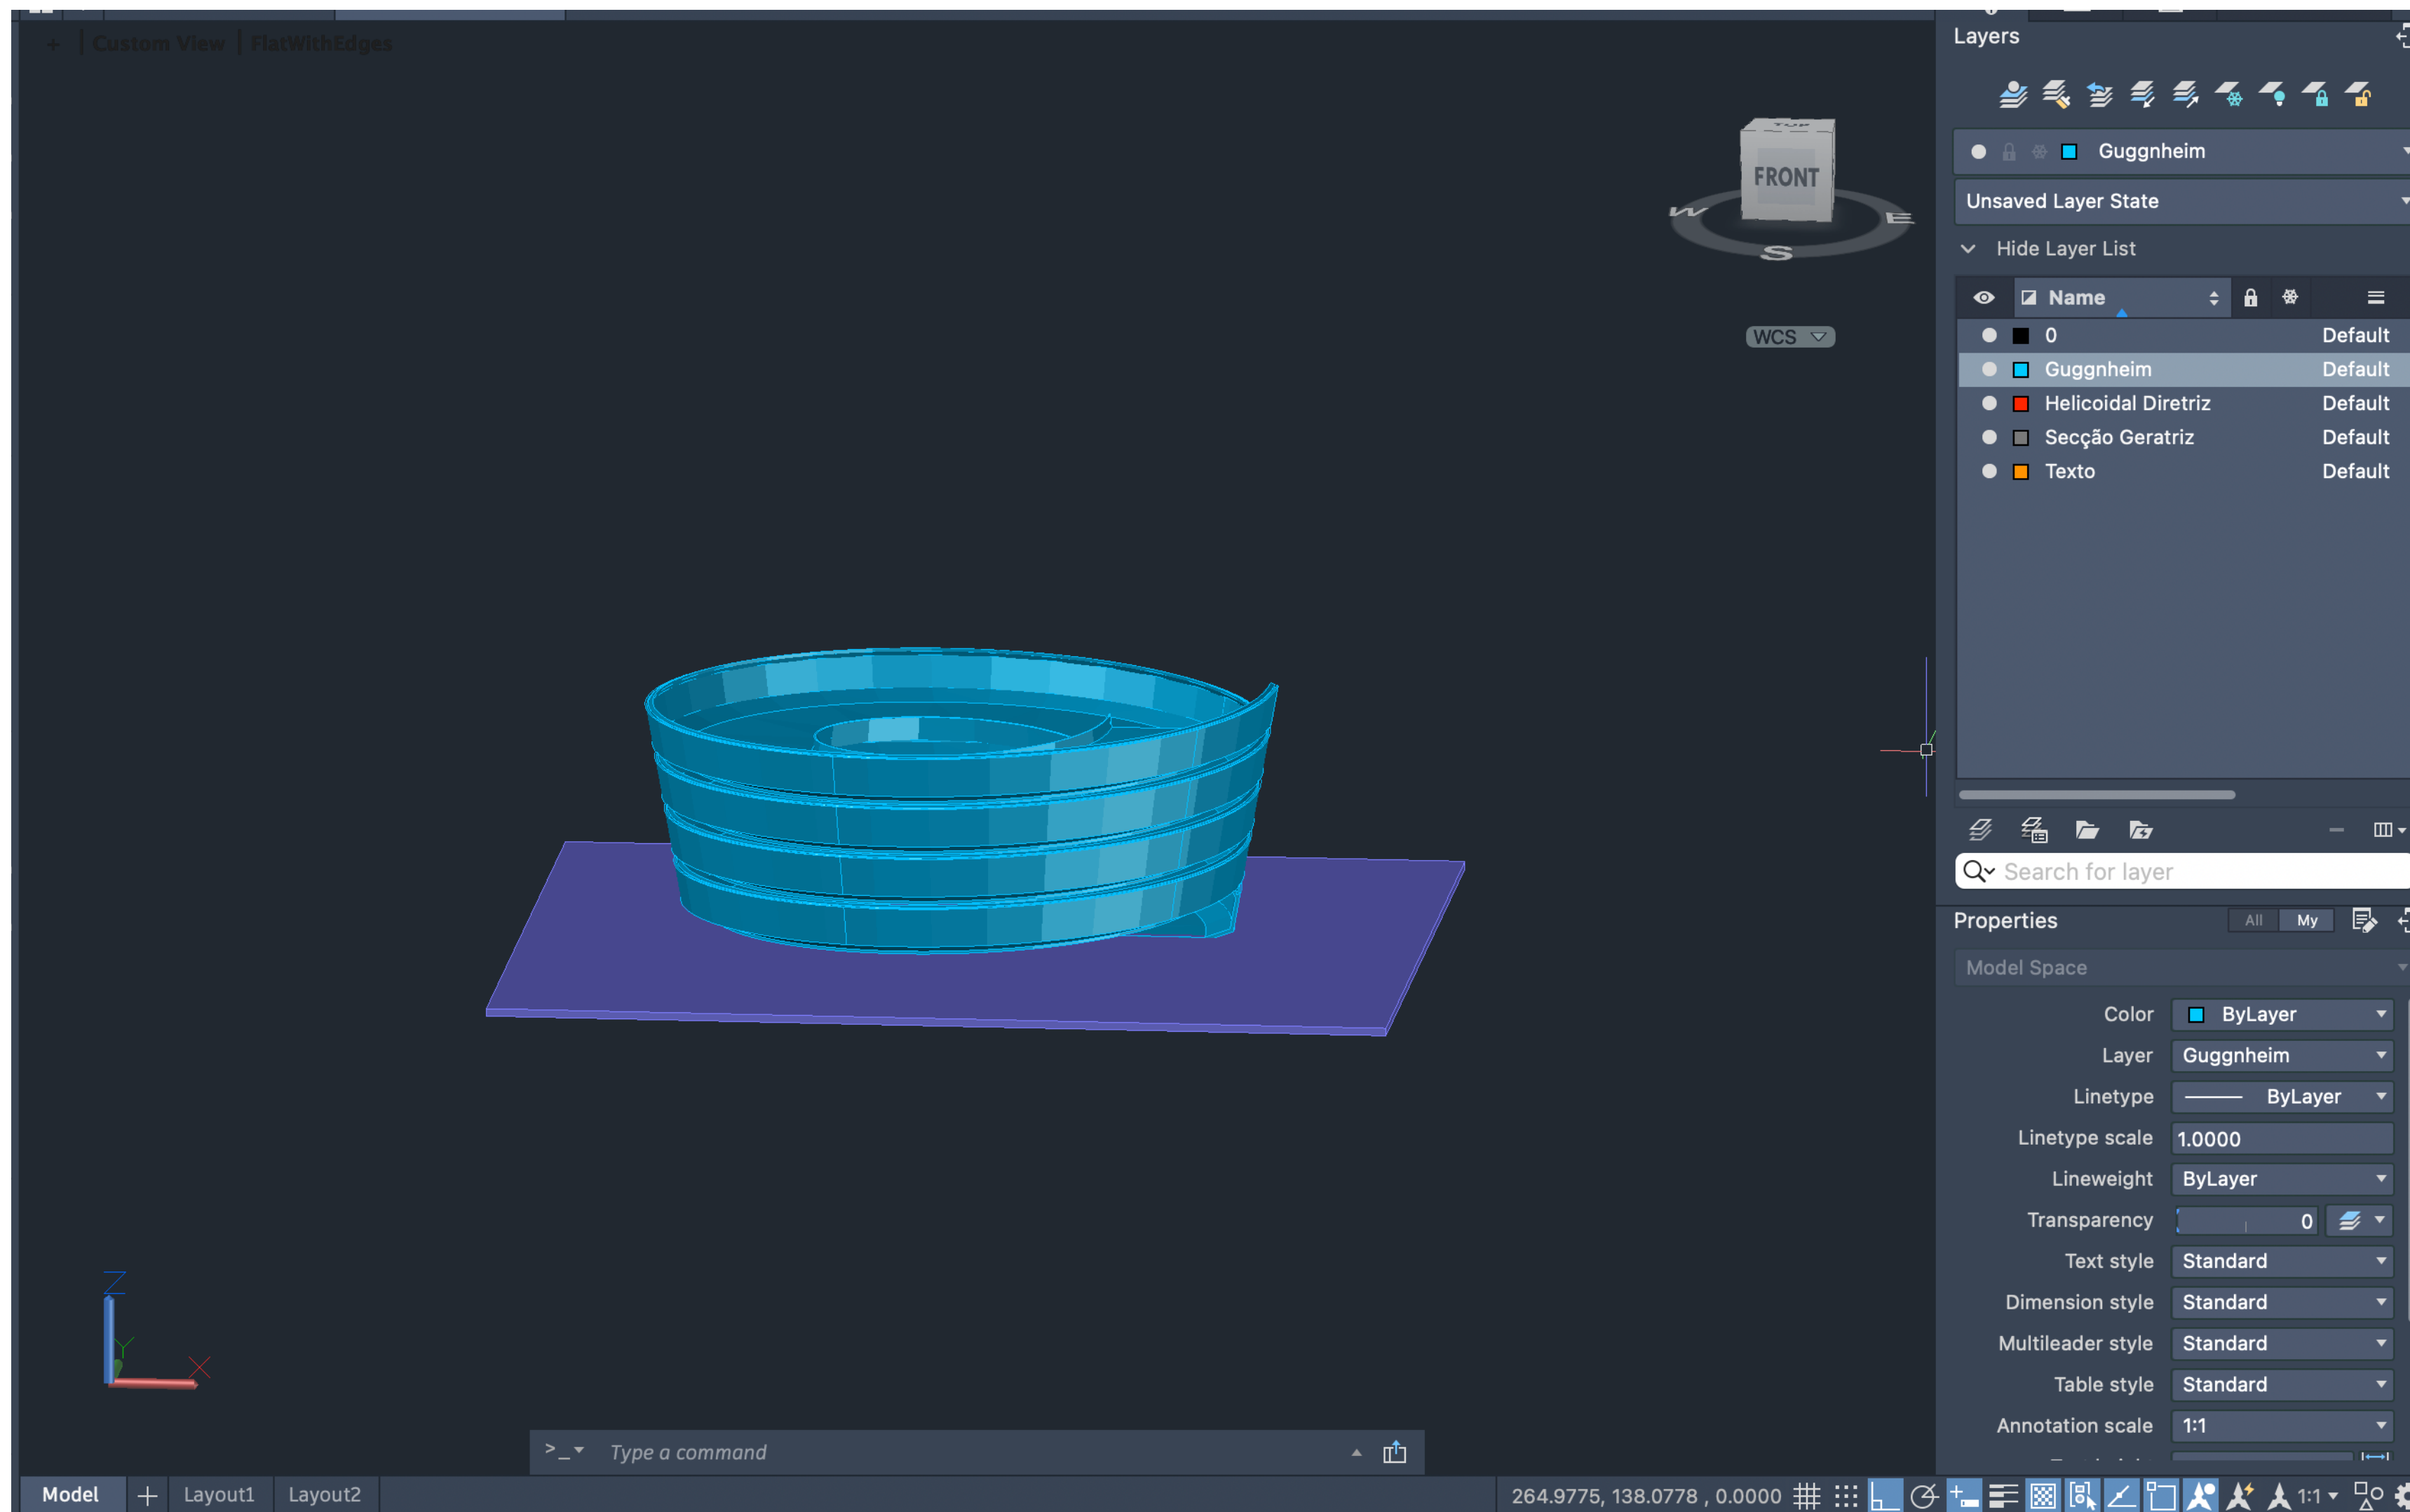 + | Custom View | FlatWithEdges
TOP
FRONT
W
E
S
WCS
Layers
Guggnheim
Unsaved Layer State
Hide Layer List
Name
0 Default
Guggnheim Default
Helicoidal Diretriz Default
Secção Geratriz Default
Texto Default
Search for layer
Properties All My
Model Space
Color ByLayer
Layer Guggnheim
Linetype ByLayer
Linetype scale 1.0000
Lineweight ByLayer
Transparency 0
Text style Standard
Dimension style Standard
Multileader style Standard
Table style Standard
Annotation scale 1:1
Z
Y
X
>_ Type a command
Model + Layout1 Layout2
264.9775, 138.0778 , 0.0000
1:1